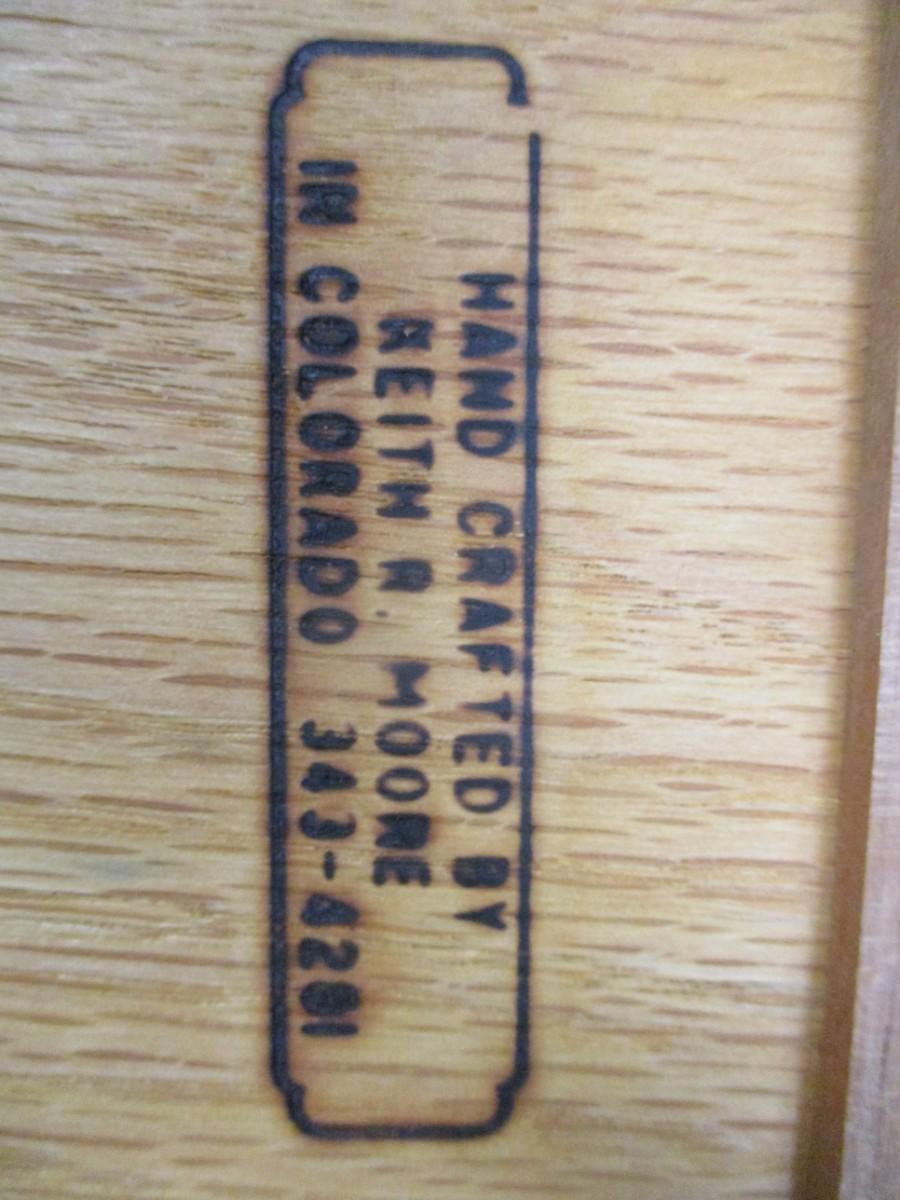 HAND CRAFTED BY
KEITH R. MOORE
IN COLORADO 343-4281